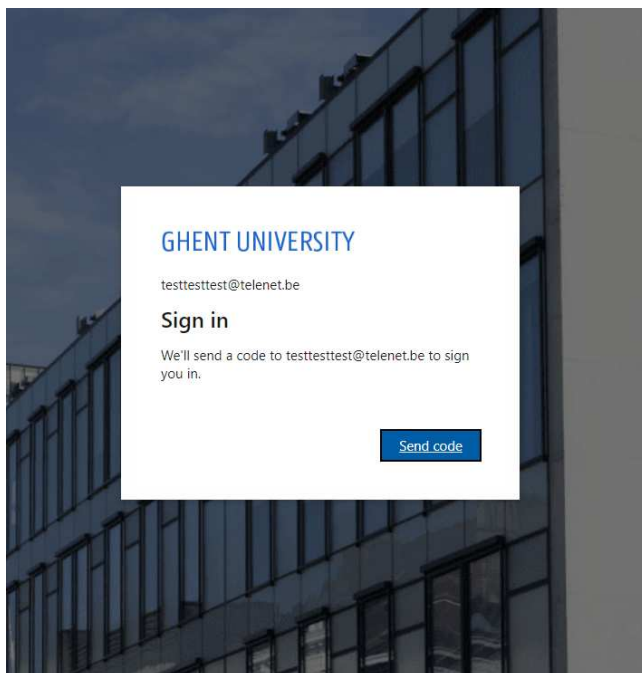 GHENT UNIVERSITY
testtesttest@telenet.be
Sign in
We'll send a code to testtesttest@telenet.be to sign
you in.
Send code